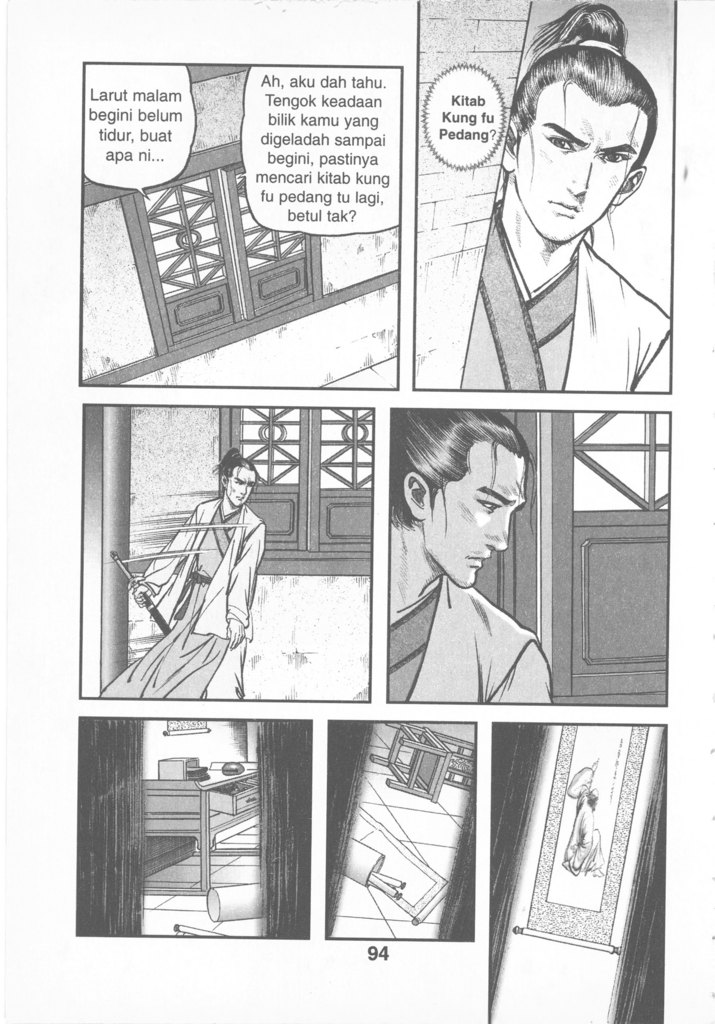 Larut malam
begini belum
tidur, buat
apa ni...
Ah, aku dah tahu.
Tengok keadaan
bilik kamu yang
digeladah sampai
begini, pastinya
mencari kitab kung
fu pedang tu lagi,
betul tak?
Kitab
Kung fu
Pedang?
94